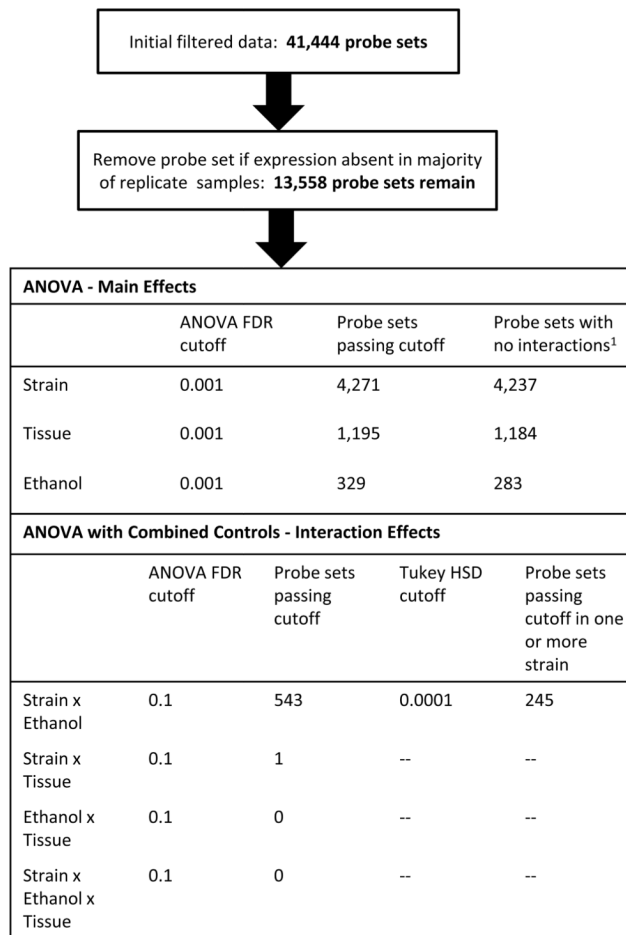 Initial filtered data: 41,444 probe sets
Remove probe set if expression absent in majority
of replicate samples: 13,558 probe sets remain
ANOVA - Main Effects
ANOVA FDR cutoff Probe sets passing cutoff Probe sets with no interactions¹
Strain 0.001 4,271 4,237
Tissue 0.001 1,195 1,184
Ethanol 0.001 329 283
ANOVA with Combined Controls - Interaction Effects
ANOVA FDR cutoff Probe sets passing cutoff Tukey HSD cutoff Probe sets passing cutoff in one or more strain
Strain x Ethanol 0.1 543 0.0001 245
Strain x Tissue 0.1 1 -- --
Ethanol x Tissue 0.1 0 -- --
Strain x Ethanol x Tissue 0.1 0 -- --